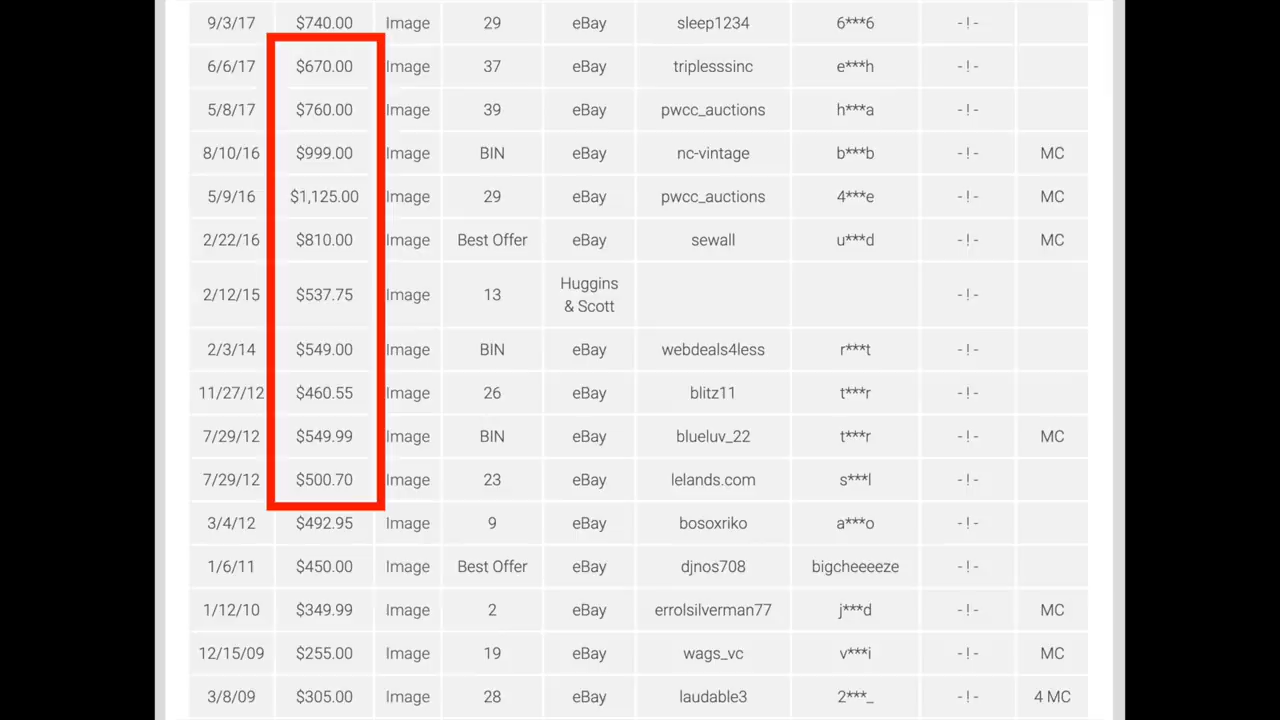 9/3/17 $740.00 Image 29 eBay sleep1234 6***6 -!-
6/6/17 $670.00 Image 37 eBay triplesssinc e***h -!-
5/8/17 $760.00 Image 39 eBay pwcc_auctions h***a -!-
8/10/16 $999.00 Image BIN eBay nc-vintage b***b -!- MC
5/9/16 $1,125.00 Image 29 eBay pwcc_auctions 4***e -!- MC
2/22/16 $810.00 Image Best Offer eBay sewall u***d -!- MC
2/12/15 $537.75 Image 13 Huggins & Scott -!-
2/3/14 $549.00 Image BIN eBay webdeals4less r***t -!-
11/27/12 $460.55 Image 26 eBay blitz11 t***r -!-
7/29/12 $549.99 Image BIN eBay blueluv_22 t***r -!- MC
7/29/12 $500.70 Image 23 eBay lelands.com s***l -!-
3/4/12 $492.95 Image 9 eBay bosoxriko a***o -!-
1/6/11 $450.00 Image Best Offer eBay djnos708 bigcheeeeze -!-
1/12/10 $349.99 Image 2 eBay errolsilverman77 j***d -!- MC
12/15/09 $255.00 Image 19 eBay wags_vc v***i -!- MC
3/8/09 $305.00 Image 28 eBay laudable3 2***_ -!- 4 MC